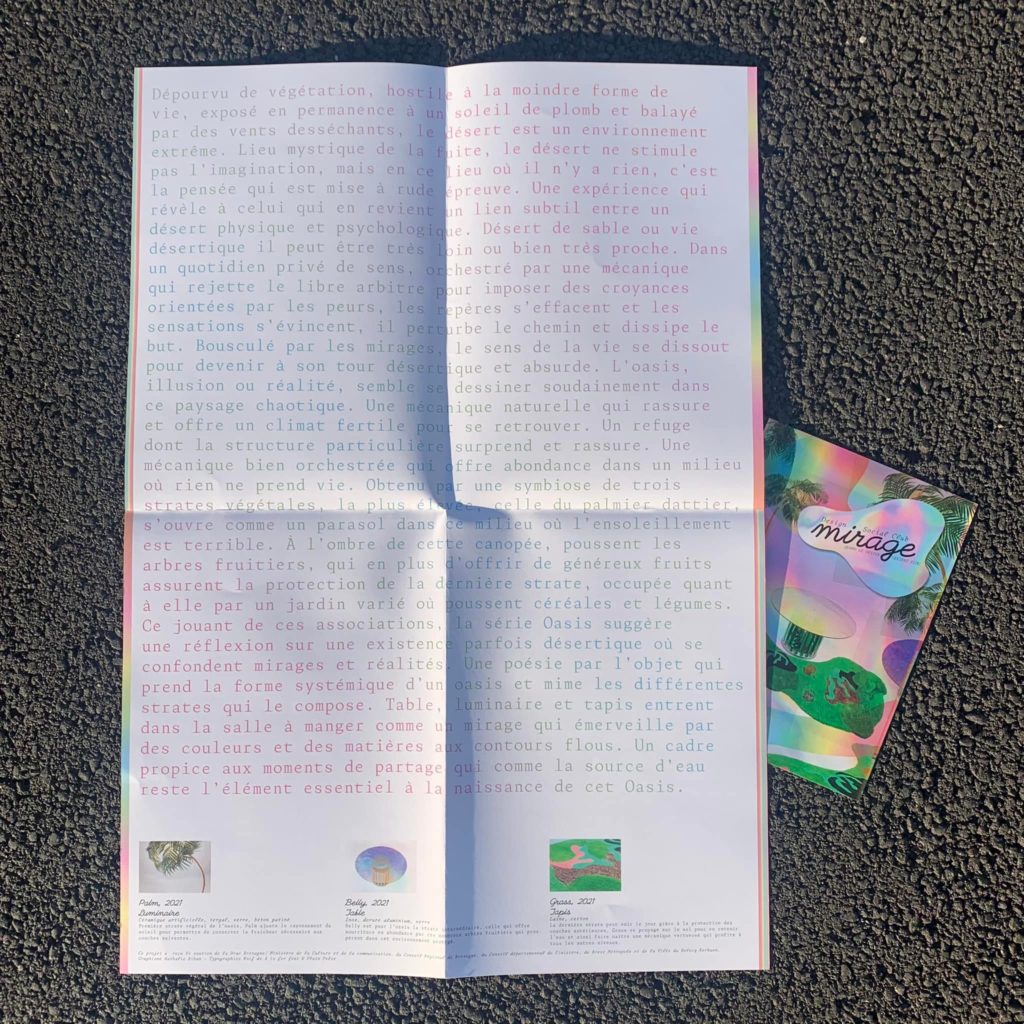 Dépourvu de végétation, hostile à la moindre forme de
vie, exposé en permanence à un soleil de plomb et balayé
par des vents desséchants, le désert est un environnement
extrême. Lieu mystique de la fuite, le désert ne stimule
pas l'imagination, mais en ce lieu où il n'y a rien, c'est
la pensée qui est mise à rude épreuve. Une expérience qui
révèle à celui qui en revient un lien subtil entre un
désert physique et psychologique. Désert de sable ou vie
désertique il peut être très loin ou bien très proche. Dans
un quotidien privé de sens, orchestré par une mécanique
qui rejette le libre arbitre pour imposer des croyances
orientées par les peurs, les repères s'effacent et les
sensations s'évincent, il perturbe le chemin et dissipe le
but. Bousculé par les mirages, le sens de la vie se dissout
pour devenir à son tour désertique et absurde. L'oasis,
illusion ou réalité, semble se dessiner soudainement dans
ce paysage chaotique. Une mécanique naturelle qui rassure
et offre un climat fertile pour se retrouver. Un refuge
dont la structure particulière surprend et rassure. Une
mécanique bien orchestrée qui offre abondance dans un milieu
où rien ne prend vie. Obtenu par une symbiose de trois
strates végétales, la plus élevée, celle du palmier dattier,
s'ouvre comme un parasol dans ce milieu où l'ensoleillement
est terrible. À l'ombre de cette canopée, poussent les
arbres fruitiers, qui en plus d'offrir de généreux fruits
assurent la protection de la dernière strate, occupée quant
à elle par un jardin varié où poussent céréales et légumes.
Ce jouant de ces associations, la série Oasis suggère
une réflexion sur une existence parfois désertique où se
confondent mirages et réalités. Une poésie par l'objet qui
prend la forme systémique d'un oasis et mime les différentes
strates qui le compose. Table, luminaire et tapis entrent
dans la salle à manger comme un mirage qui émerveille par
des couleurs et des matières aux contours flous. Un cadre
propice aux moments de partage qui comme la source d'eau
reste l'élément essentiel à la naissance de cet Oasis.
Palm, 2021
Luminaire
Belly, 2021
Table
Grass, 2021
Tapis
Design Social Club
mirage